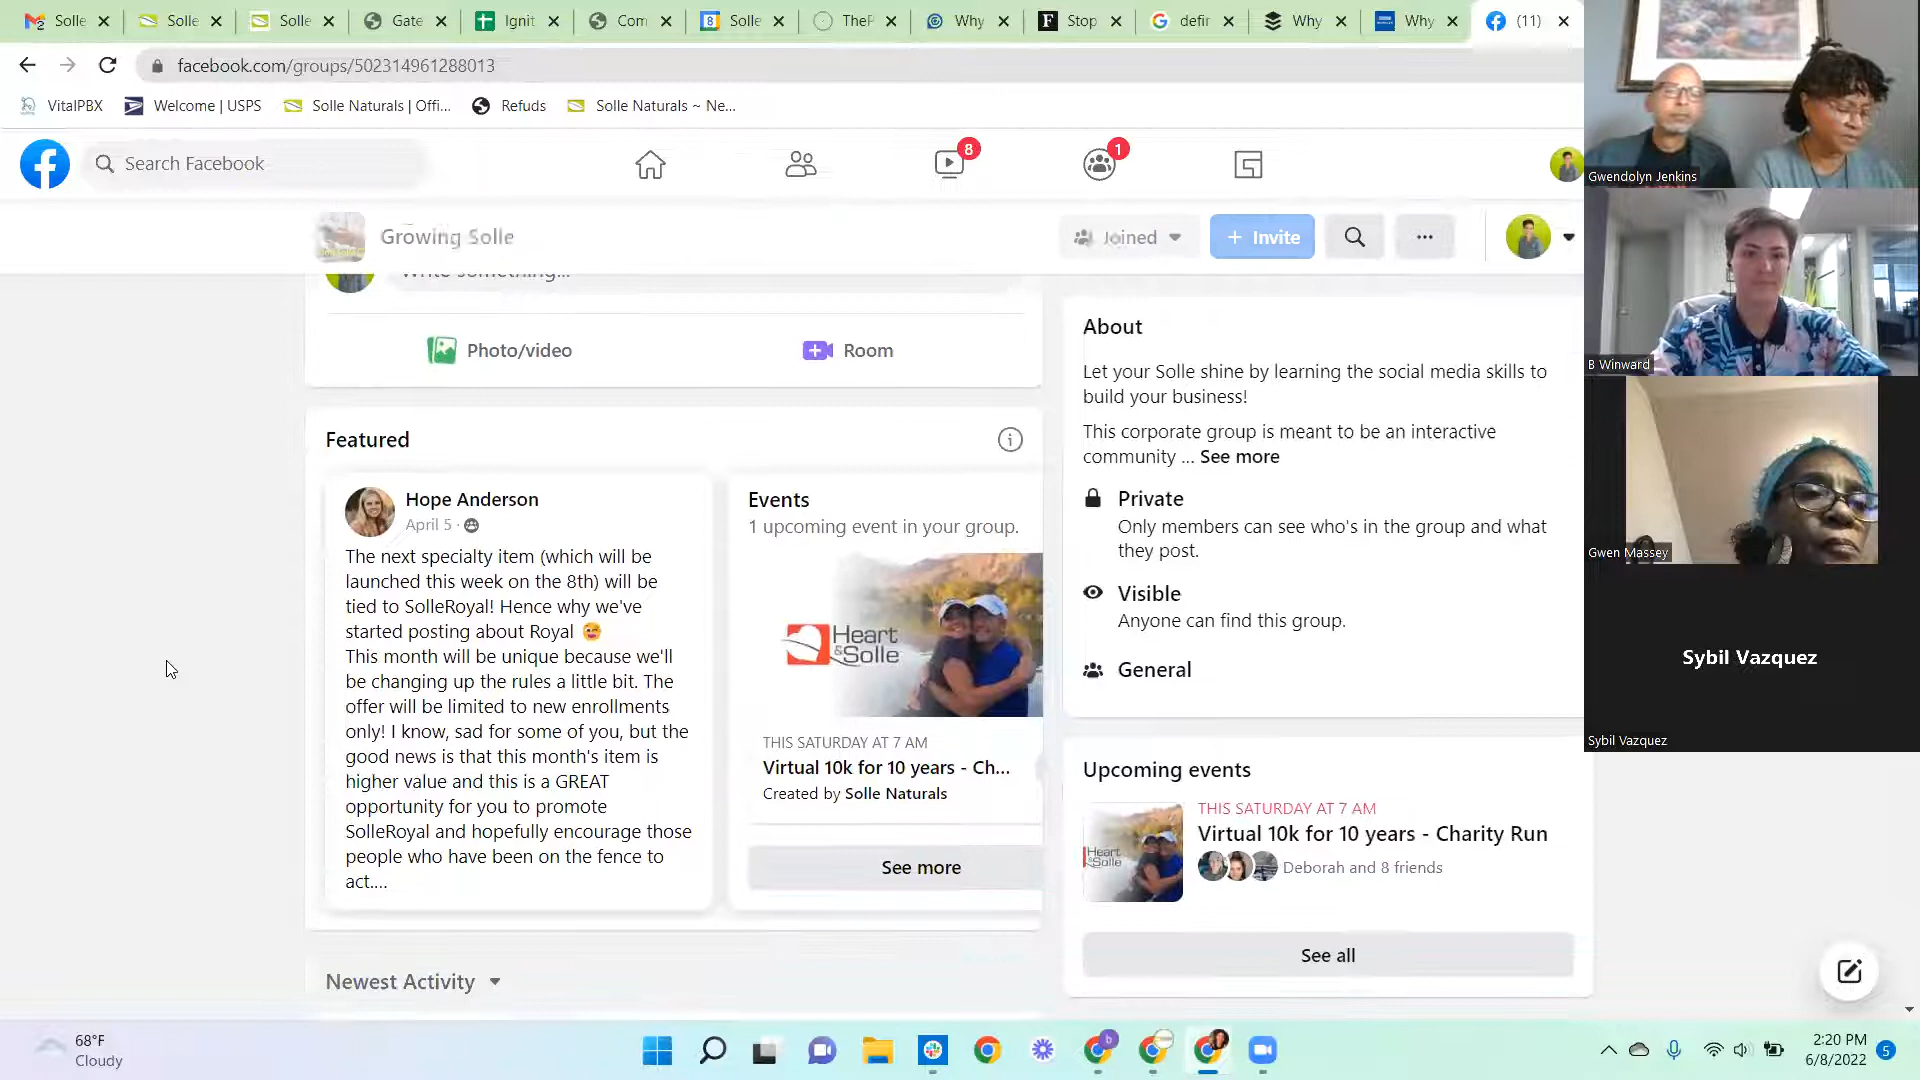 Solle
Solle
Solle
Gate
Ignit
Com
8
Solle
TheP
Why
Stop
defir
Why
Why
(11)
facebook.com/groups/502314961288013
VitalPBX
Welcome | USPS
Solle Naturals | Offi...
Refuds
Solle Naturals ~ Ne...
Search Facebook
8
1
Growing Solle
Joined
+ Invite
Write something...
Photo/video
Room
Featured
Hope Anderson
April 5 ·
The next specialty item (which will be
launched this week on the 8th) will be
tied to SolleRoyal! Hence why we've
started posting about Royal 😄
This month will be unique because we'll
be changing up the rules a little bit. The
offer will be limited to new enrollments
only! I know, sad for some of you, but the
good news is that this month's item is
higher value and this is a GREAT
opportunity for you to promote
SolleRoyal and hopefully encourage those
people who have been on the fence to
act....
Events
1 upcoming event in your group.
Heart
&Solle
THIS SATURDAY AT 7 AM
Virtual 10k for 10 years - Ch...
Created by Solle Naturals
See more
Newest Activity
About
Let your Solle shine by learning the social media skills to
build your business!
This corporate group is meant to be an interactive
community ... See more
Private
Only members can see who's in the group and what
they post.
Visible
Anyone can find this group.
General
Upcoming events
Heart
&Solle
THIS SATURDAY AT 7 AM
Virtual 10k for 10 years - Charity Run
Deborah and 8 friends
See all
Gwendolyn Jenkins
B Winward
Gwen Massey
Sybil Vazquez
Sybil Vazquez
68°F
Cloudy
b
2:20 PM
6/8/2022
5